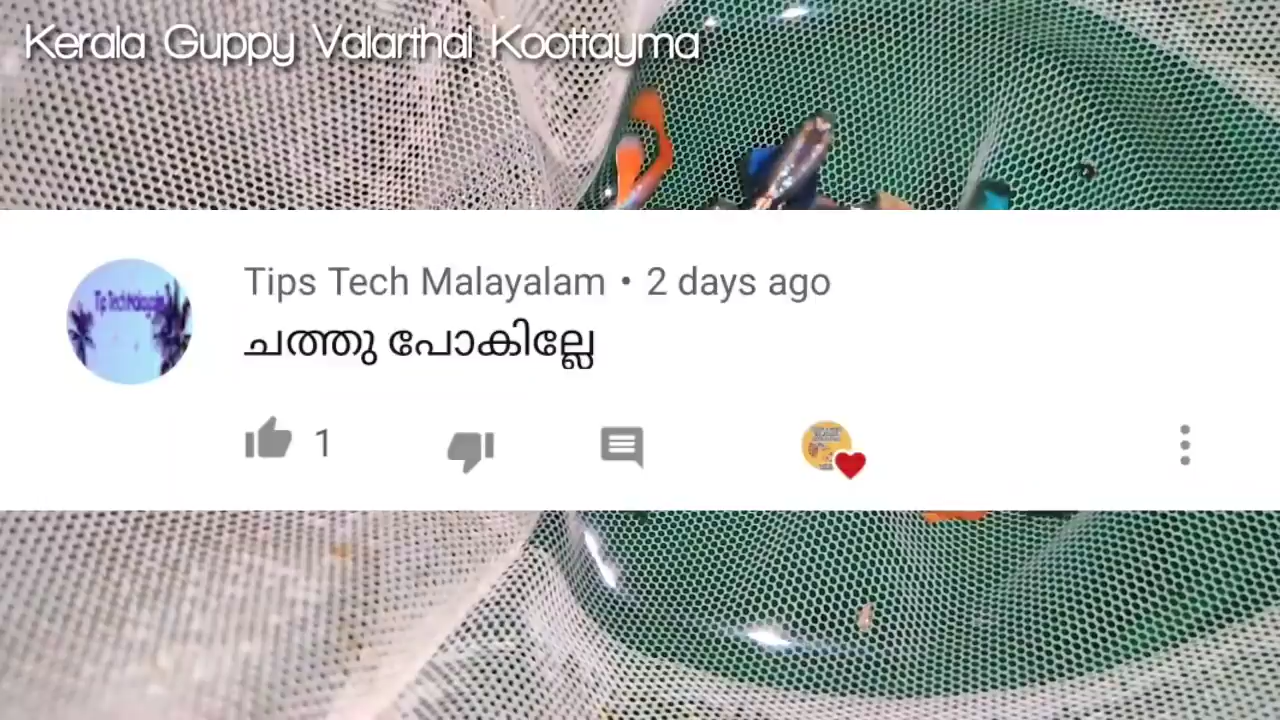 Kerala Guppy Valarthal Koottayma
Tips Tech Malayalam • 2 days ago
ചത്തു പോകില്ലേ
1